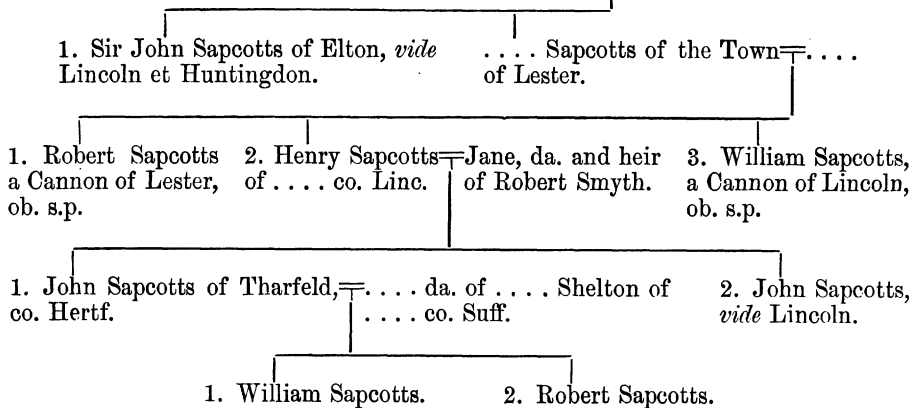 1. Sir John Sapcotts of Elton, vide
Lincoln et Huntingdon.
. . . . Sapcotts of the Town=. . . .
of Lester.
1. Robert Sapcotts
a Cannon of Lester,
ob. s.p.
2. Henry Sapcotts=Jane, da. and heir
of . . . . co. Linc. of Robert Smyth.
3. William Sapcotts,
a Cannon of Lincoln,
ob. s.p.
1. John Sapcotts of Tharfeld,=. . . . da. of . . . . Shelton of
co. Hertf. . . . . co. Suff.
2. John Sapcotts,
vide Lincoln.
1. William Sapcotts.
2. Robert Sapcotts.